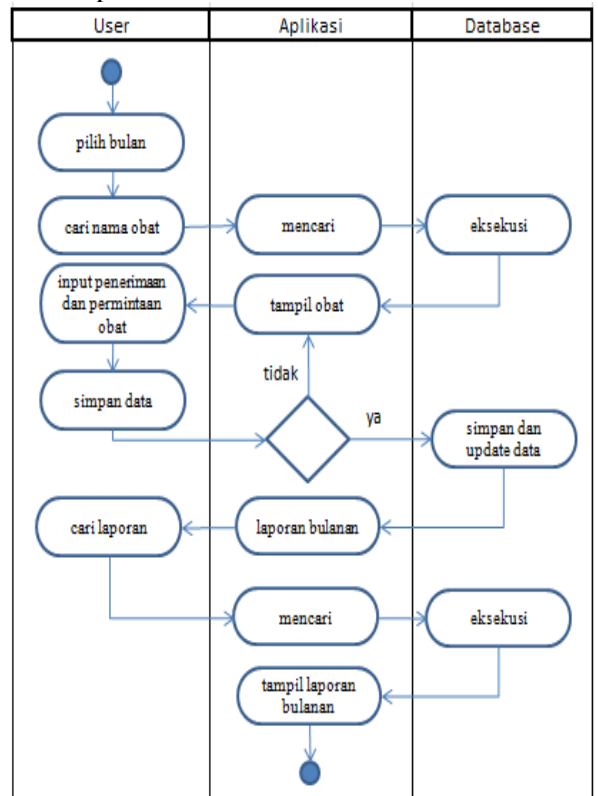 User
Aplikasi
Database
pilih bulan
cari nama obat
mencari
eksekusi
input penerimaan
dan permintaan
obat
tampil obat
tidak
simpan data
ya
simpan dan
update data
cari laporan
laporan bulanan
mencari
eksekusi
tampil laporan
bulanan